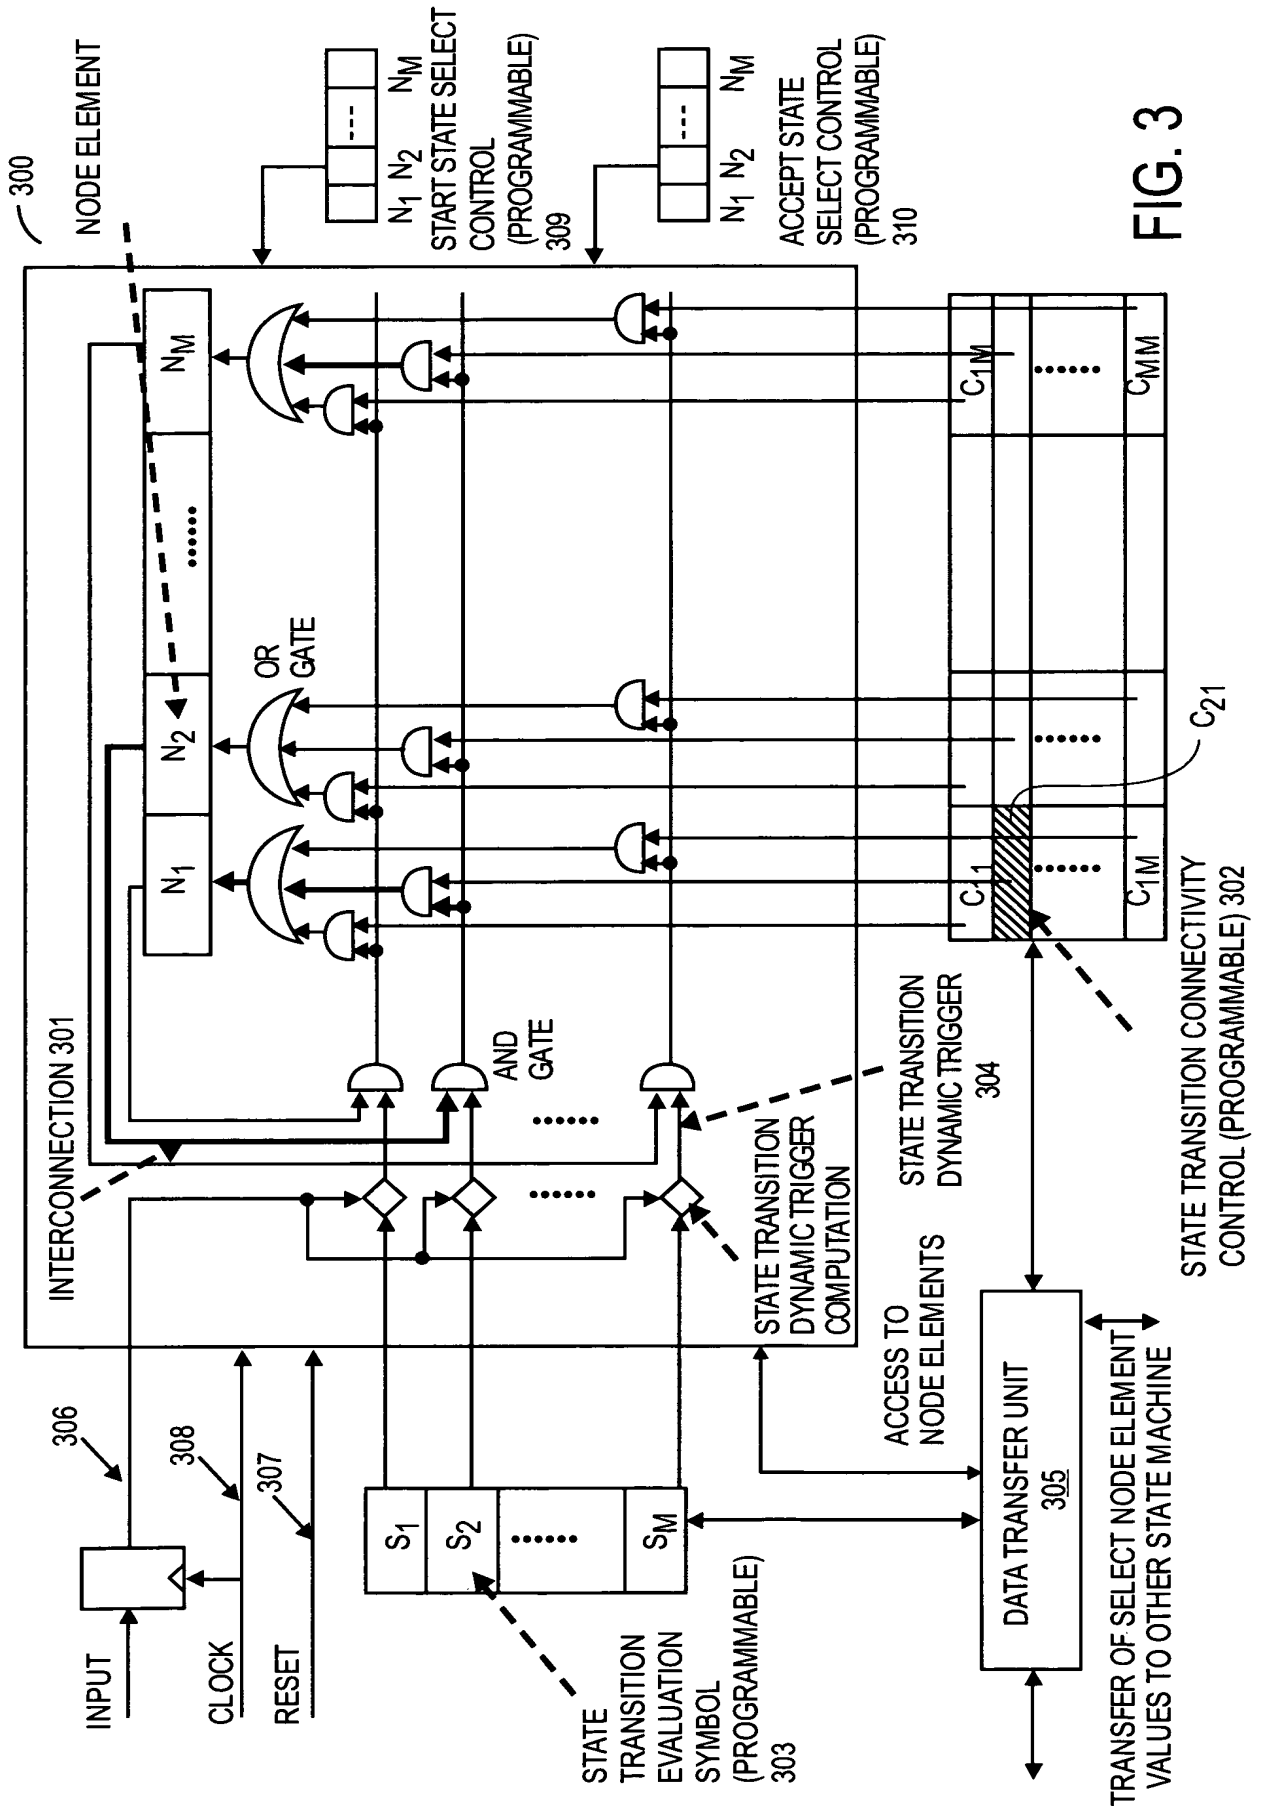 300
NODE ELEMENT
INTERCONNECTION 301
306
308
307
INPUT
CLOCK
RESET
N1
N2
......
NM
OR
GATE
AND
GATE
......
......
S1
S2
......
SM
STATE
TRANSITION
EVALUATION
SYMBOL
(PROGRAMMABLE)
303
STATE TRANSITION
DYNAMIC TRIGGER
COMPUTATION
STATE TRANSITION
DYNAMIC TRIGGER
304
ACCESS TO
NODE ELEMENTS
---
N1 N2 NM
START STATE SELECT
CONTROL
(PROGRAMMABLE)
309
---
N1 N2 NM
ACCEPT STATE
SELECT CONTROL
(PROGRAMMABLE)
310
C11
......
C1M
......
C1M
......
CMM
C21
STATE TRANSITION CONNECTIVITY
CONTROL (PROGRAMMABLE) 302
DATA TRANSFER UNIT
305
TRANSFER OF SELECT NODE ELEMENT
VALUES TO OTHER STATE MACHINE
FIG. 3